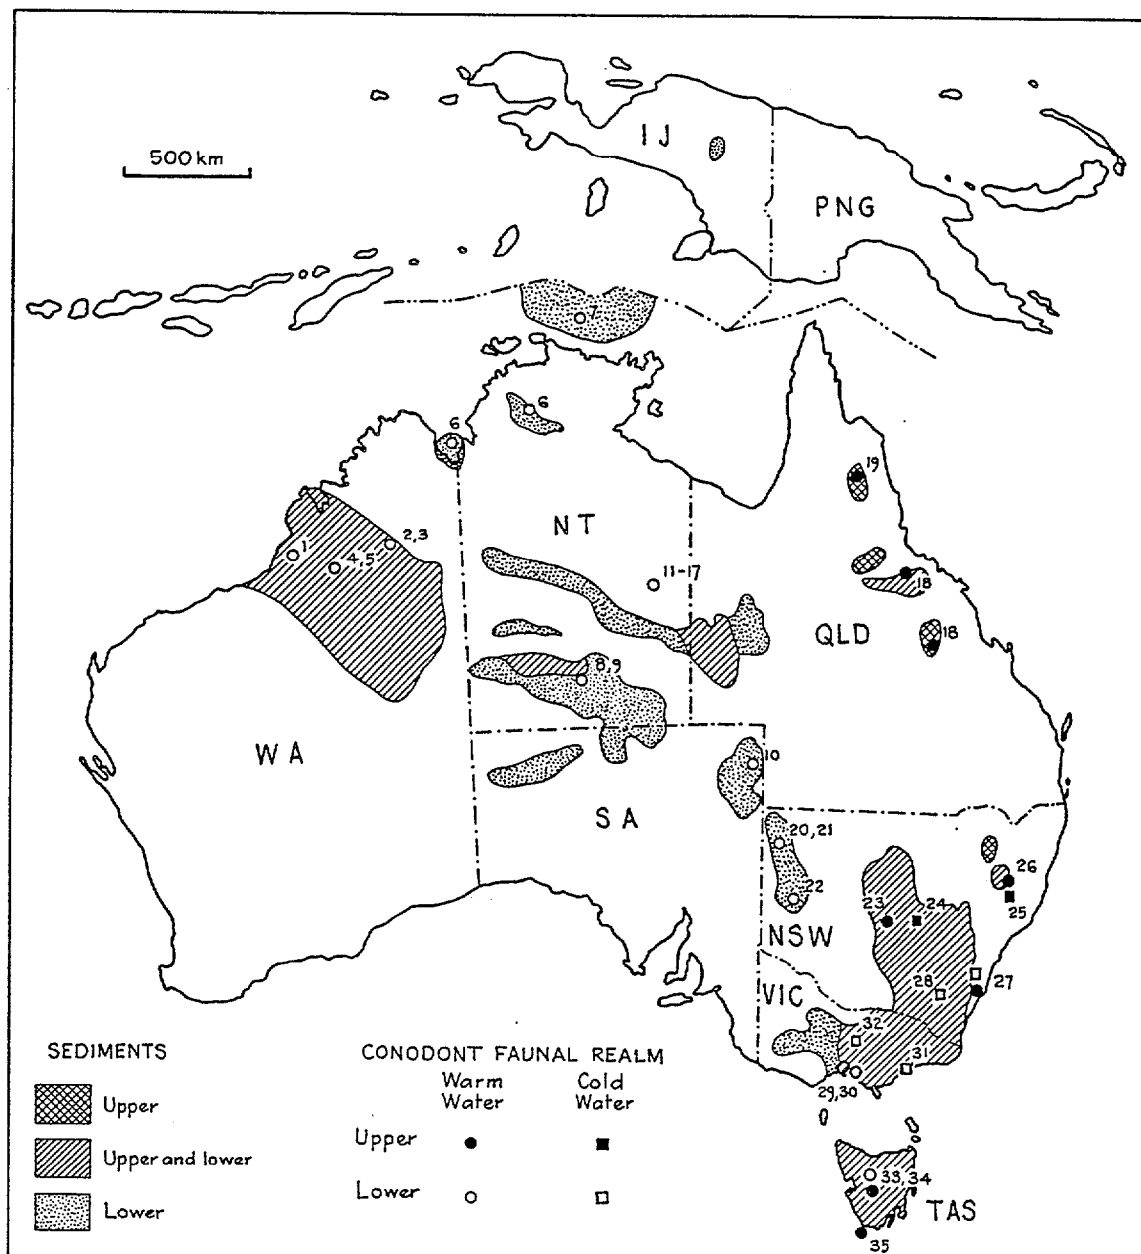 IJ
500 km
PNG
7
6
6
19
NT
2,3
1
4,5
11-17
18
QLD
18
8,9
WA
10
SA
20,21
26
22
23
24
25
NSW
28
27
VIC
32
31
SEDIMENTS
CONODONT FAUNAL REALM
Warm Water
Cold Water
29,30
Upper
Upper
Upper and lower
33,34
Lower
Lower
TAS
35